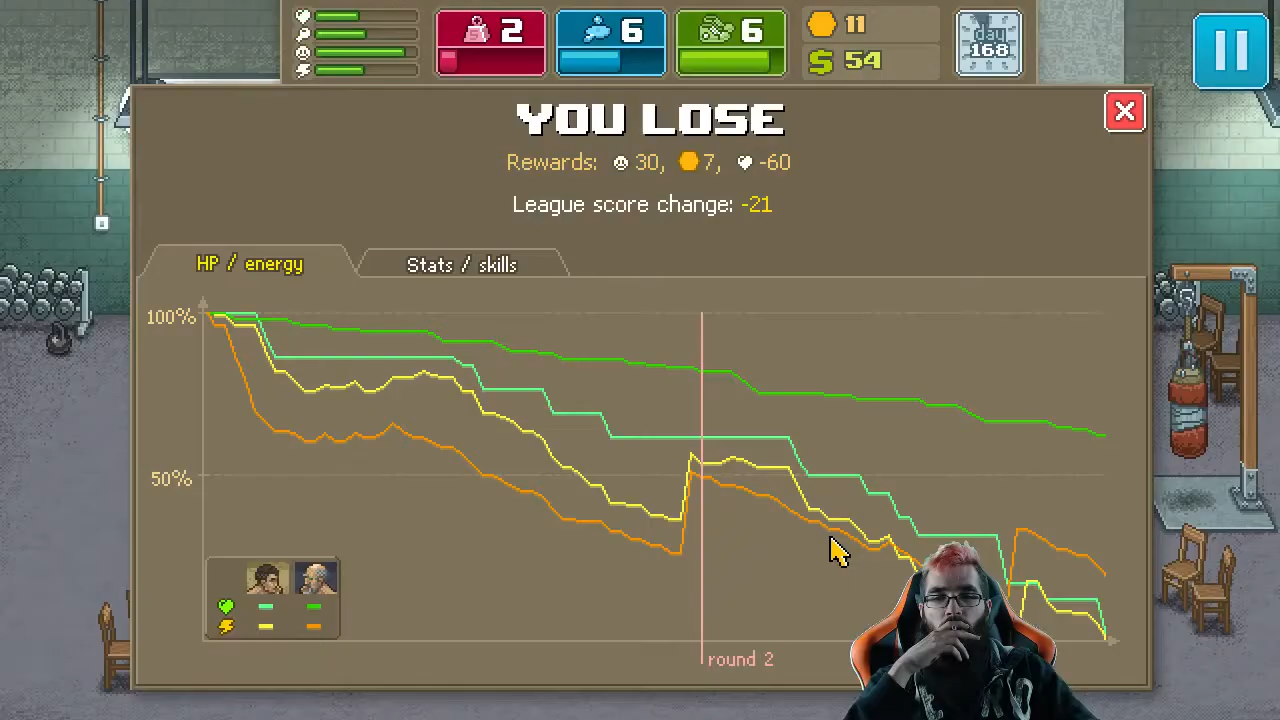 2
6
6
11
54
day
168
YOU LOSE
Rewards: 30, 7, -60
League score change: -21
HP / energy
Stats / skills
100%
50%
round 2